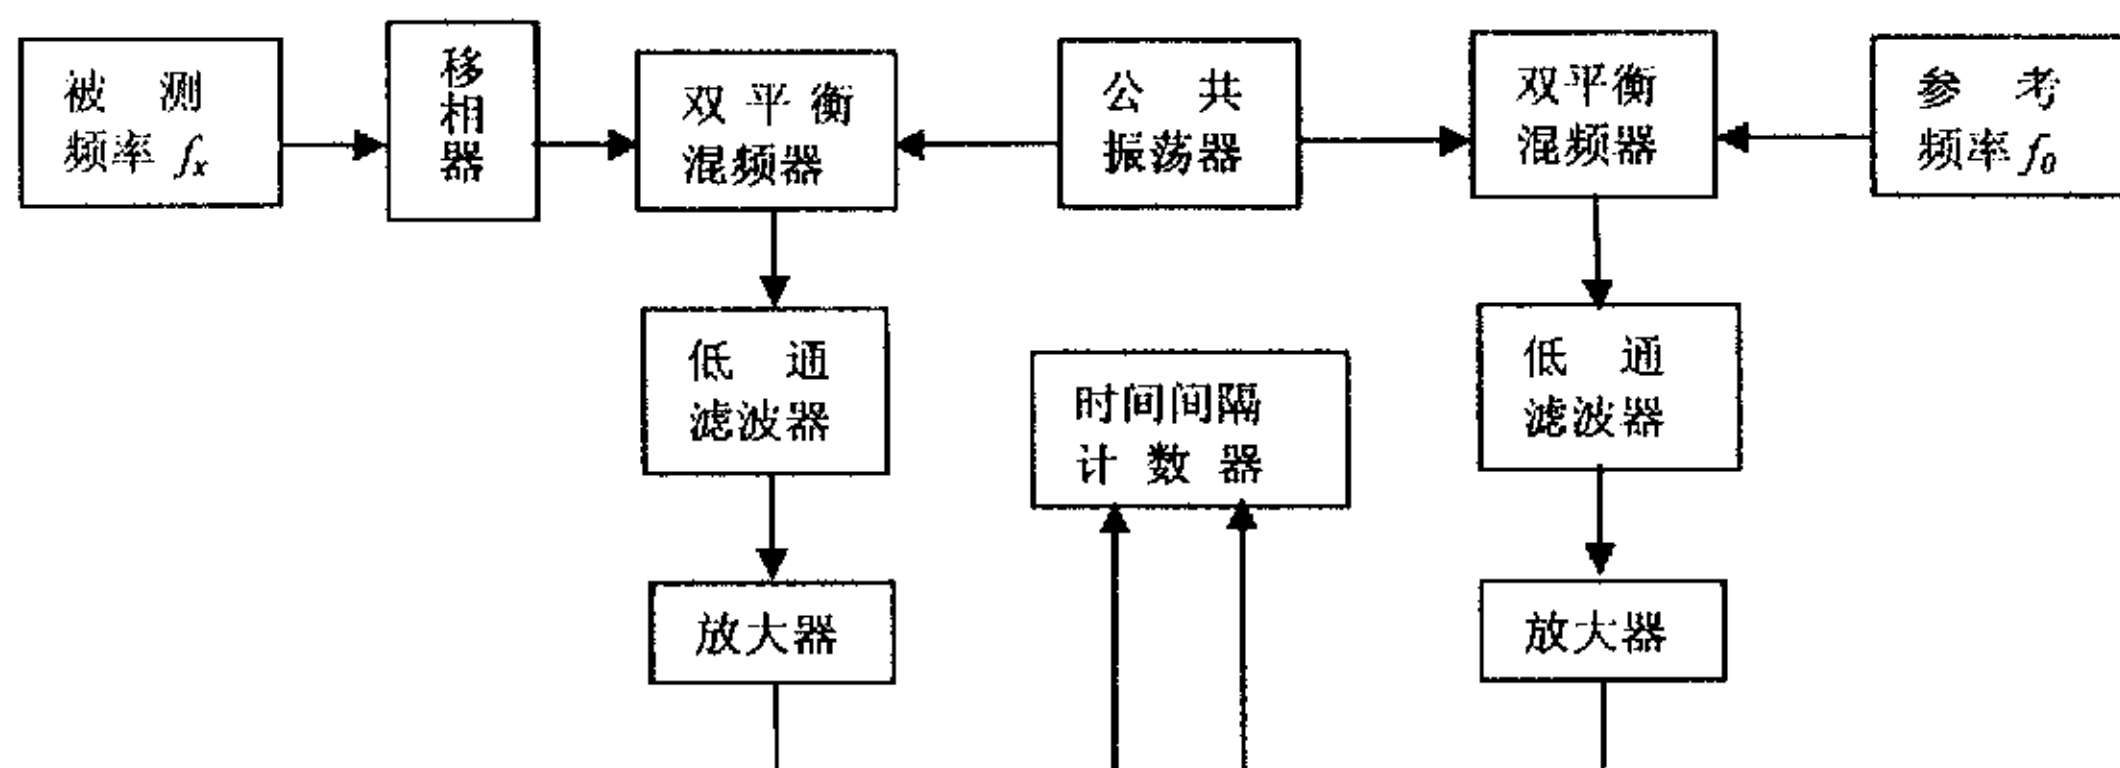 被 测
频率 fx
移
相
器
双 平 衡
混频器
公 共
振荡器
双平衡
混频器
参 考
频率 f0
低 通
滤波器
时间间隔
计 数 器
低 通
滤波器
放大器
放大器